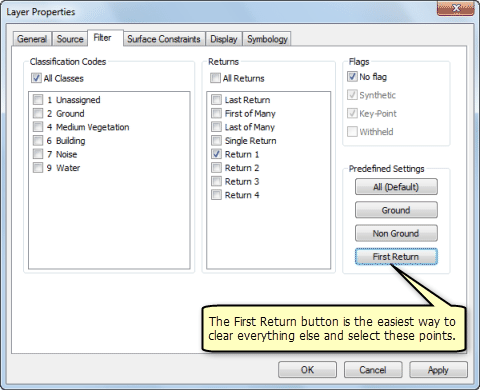 Layer Properties
General Source Filter Surface Constraints Display Symbology
Classification Codes
All Classes
1 Unassigned
2 Ground
4 Medium Vegetation
6 Building
7 Noise
9 Water
Returns
All Returns
Last Return
First of Many
Last of Many
Single Return
Return 1
Return 2
Return 3
Return 4
Flags
No flag
Synthetic
Key-Point
Withheld
Predefined Settings
All (Default)
Ground
Non Ground
First Return
The First Return button is the easiest way to
clear everything else and select these points.
OK Cancel Apply